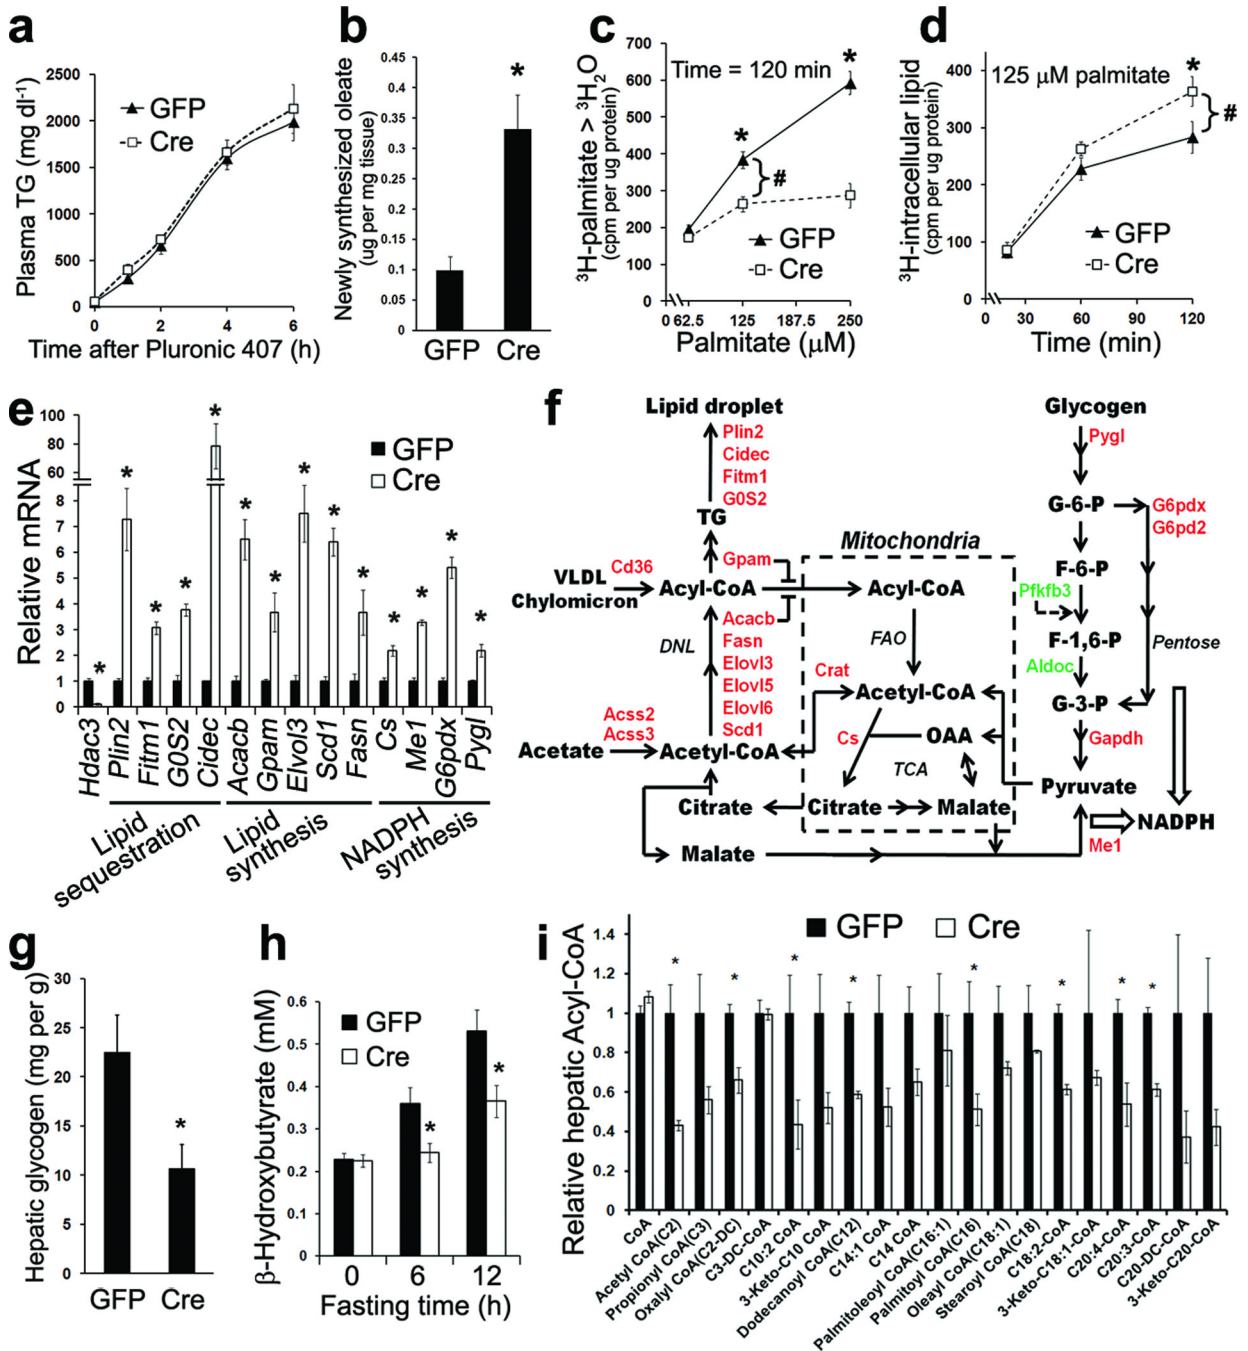 a
Plasma TG (mg dl-1)
2500
2000
1500
1000
500
0
GFP
Cre
0 2 4 6
Time after Pluronic 407 (h)
b
Newly synthesized oleate
(ug per mg tissue)
0.45
0.4
0.35
0.3
0.25
0.2
0.15
0.1
0.05
0
*
GFP Cre
c
3H-palmitate > 3H2O
(cpm per ug protein)
700
600
500
400
300
200
100
0
Time = 120 min
*
*
#
GFP
Cre
0 62.5 125 187.5 250
Palmitate (μM)
d
3H-intracellular lipid
(cpm per ug protein)
400
300
200
100
0
125 μM palmitate
*
#
GFP
Cre
0 30 60 90 120
Time (min)
e
Relative mRNA
100
80
60
40
20
8
7
6
5
4
3
2
1
0
GFP
Cre
* * * * * * * * * * * * * *
Hdac3 Plin2 Fitm1 G0S2 Cidec Acacb Gpam Elvol3 Scd1 Fasn Cs Me1 G6pdx Pygl
Lipid
sequestration
Lipid
synthesis
NADPH
synthesis
f
Lipid droplet
Plin2
Cidec
Fitm1
G0S2
TG
Gpam
VLDL
Chylomicron
Cd36
Acyl-CoA
DNL
Acacb
Fasn
Elovl3
Elovl5
Elovl6
Scd1
Acss2
Acss3
Acetate
Acetyl-CoA
Citrate
Malate
Mitochondria
Acyl-CoA
FAO
Crat
Acetyl-CoA
Cs
OAA
TCA
Citrate
Malate
Glycogen
Pygl
G-6-P
G6pdx
G6pd2
F-6-P
Pfkfb3
F-1,6-P
Pentose
Aldoc
G-3-P
Gapdh
Pyruvate
NADPH
Me1
g
Hepatic glycogen (mg per g)
30
25
20
15
10
5
0
*
GFP Cre
h
β-Hydroxybutyrate (mM)
0.6
0.5
0.4
0.3
0.2
0.1
0
GFP
Cre
*
*
0 6 12
Fasting time (h)
i
Relative hepatic Acyl-CoA
1.4
1.2
1
0.8
0.6
0.4
0.2
0
GFP Cre
* * * * * * * *
CoA
Acetyl CoA(C2)
Propionyl CoA(C3)
Oxalyl CoA(C2-DC)
C3-DC-CoA
C10:2 CoA
3-Keto-C10 CoA
Dodecanoyl CoA(C12)
C14:1 CoA
C14 CoA
Palmitoleoyl CoA(C16:1)
Palmitoyl CoA(C16)
Oleayl CoA(C18:1)
Stearoyl CoA(C18)
C18:2-CoA
3-Keto-C18:1-CoA
C20:4-CoA
C20:3-CoA
C20-DC-CoA
3-Keto-C20-CoA